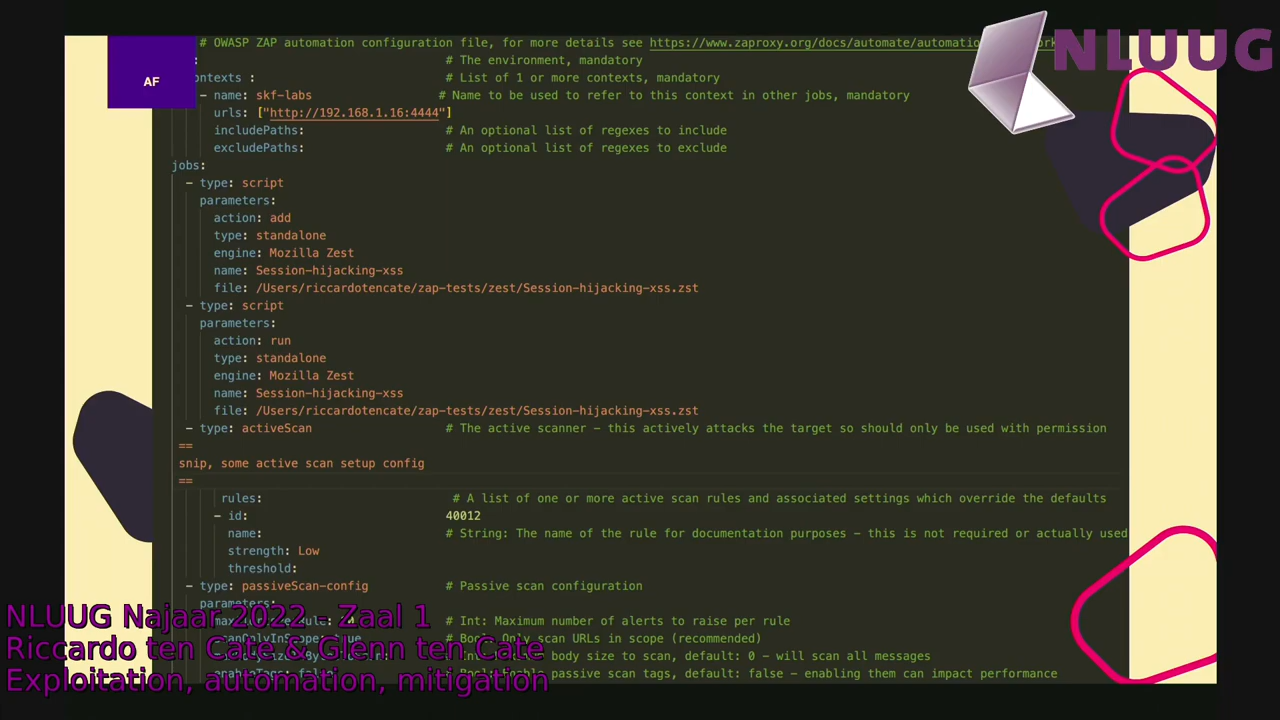 # OWASP ZAP automation configuration file, for more details see https://www.zaproxy.org/docs/automate/automatio
NLUUG
AF
: # The environment, mandatory
ontexts : # List of 1 or more contexts, mandatory
- name: skf-labs # Name to be used to refer to this context in other jobs, mandatory
urls: ["http://192.168.1.16:4444"]
includePaths: # An optional list of regexes to include
excludePaths: # An optional list of regexes to exclude
jobs:
- type: script
parameters:
action: add
type: standalone
engine: Mozilla Zest
name: Session-hijacking-xss
file: /Users/riccardotencate/zap-tests/zest/Session-hijacking-xss.zst
- type: script
parameters:
action: run
type: standalone
engine: Mozilla Zest
name: Session-hijacking-xss
file: /Users/riccardotencate/zap-tests/zest/Session-hijacking-xss.zst
- type: activeScan # The active scanner - this actively attacks the target so should only be used with permission
==
snip, some active scan setup config
==
rules: # A list of one or more active scan rules and associated settings which override the defaults
- id: 40012
name: # String: The name of the rule for documentation purposes - this is not required or actually used
strength: Low
threshold:
- type: passiveScan-config # Passive scan configuration
parameters:
# Int: Maximum number of alerts to raise per rule
# Bool: Only scan URLs in scope (recommended)
body size to scan, default: 0 - will scan all messages
passive scan tags, default: false - enabling them can impact performance
NLUUG Najaar 2022 - Zaal 1
Riccardo ten Cate & Glenn ten Cate
Exploitation, automation, mitigation